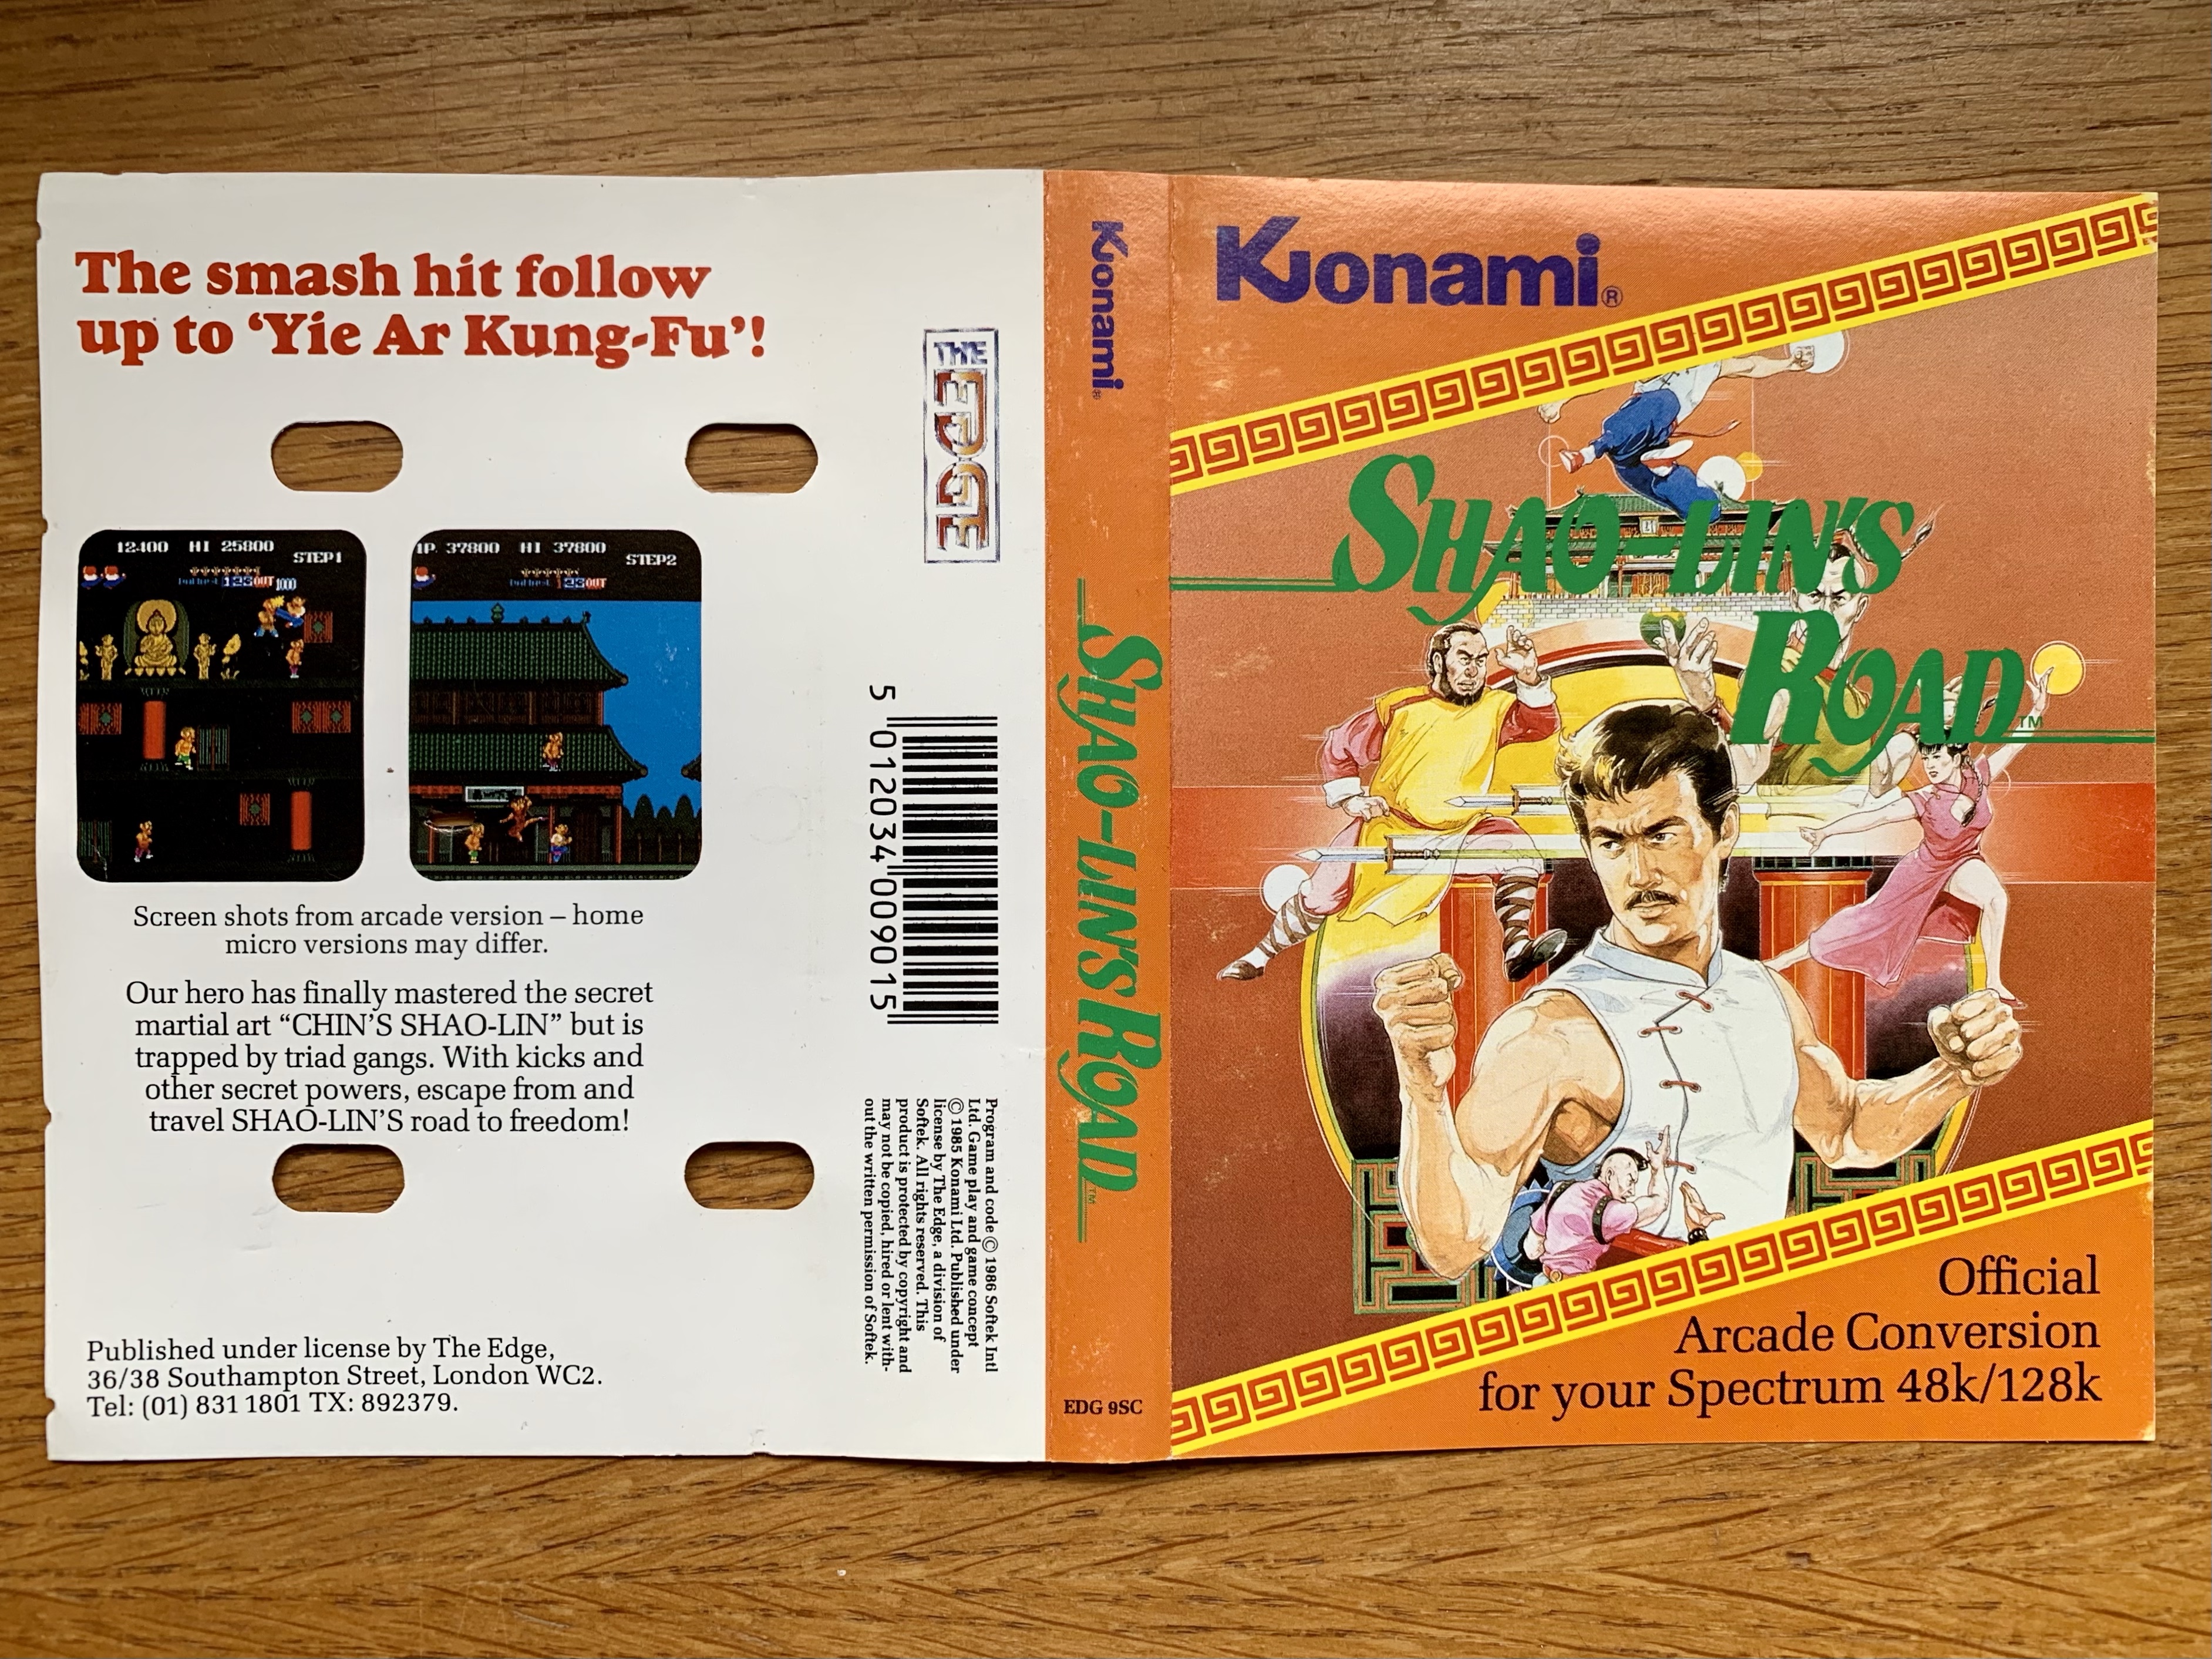 The smash hit follow
up to ‘Yie Ar Kung-Fu’!
THE
EDGE
12400 HI 25800
STEP1
123OUT
1000
1P. 37800 HI 37800
STEP2
123OUT
Screen shots from arcade version – home
micro versions may differ.
Our hero has finally mastered the secret
martial art “CHIN’S SHAO-LIN” but is
trapped by triad gangs. With kicks and
other secret powers, escape from and
travel SHAO-LIN’S road to freedom!
Published under license by The Edge,
36/38 Southampton Street, London WC2.
Tel: (01) 831 1801 TX: 892379.
5 012034 009015
Program and code © 1986 Softek Intl
Ltd. Game play and game concept
© 1985 Konami Ltd. Published under
license by The Edge, a division of
Softek. All rights reserved. This
product is protected by copyright and
may not be copied, hired or lent with-
out the written permission of Softek.
Konami®
SHAO-LIN'S ROAD™
EDG 9SC
Konami®
SHAO-LIN'S
ROAD™
Official
Arcade Conversion
for your Spectrum 48k/128k